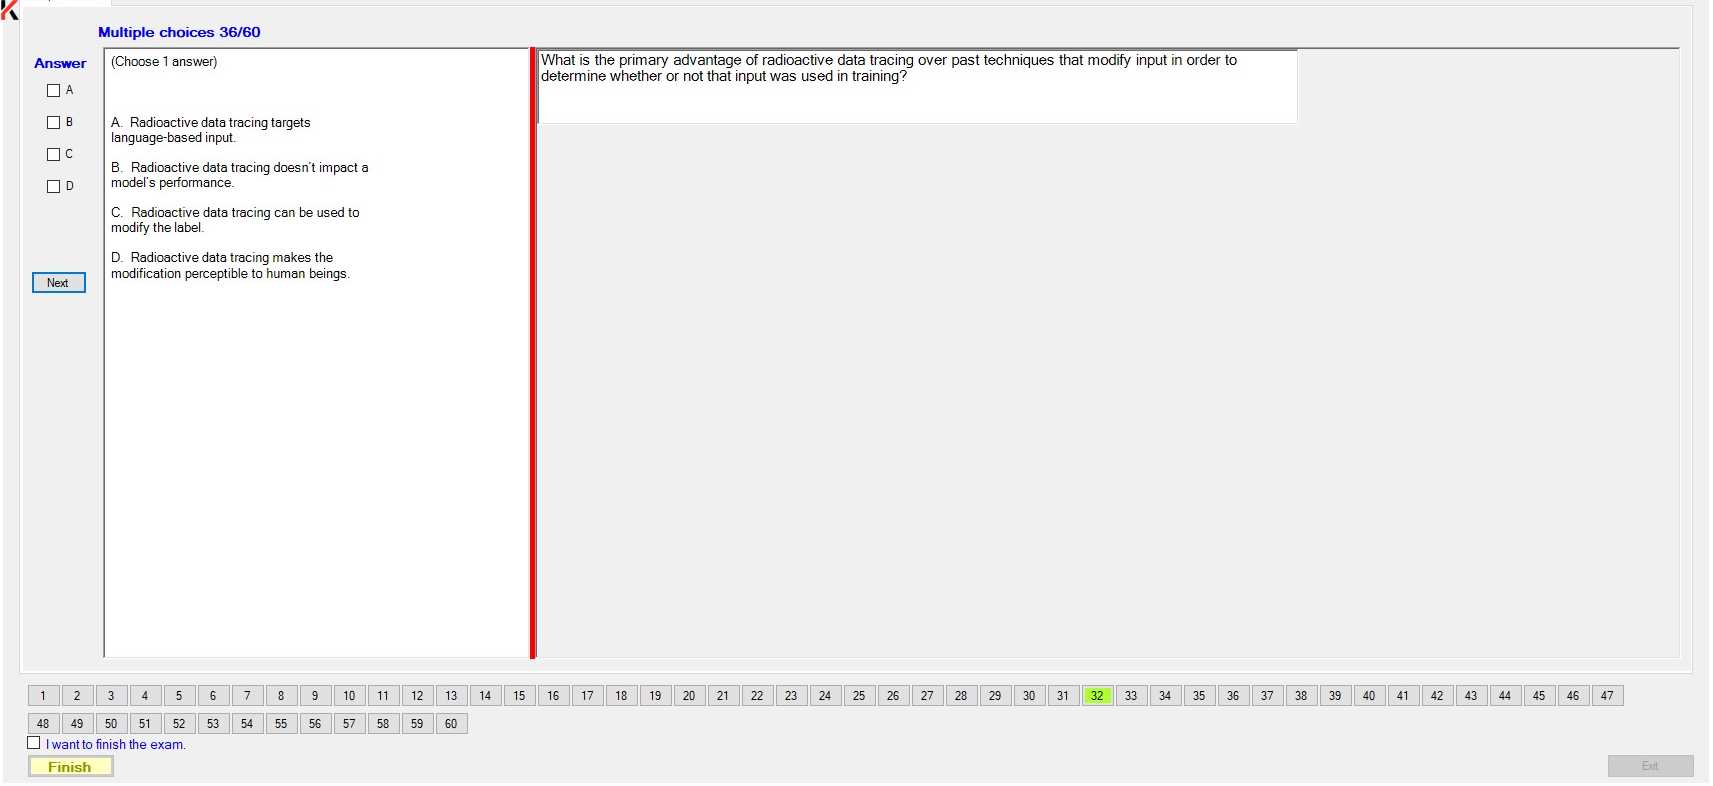 Multiple choices 36/60
Answer
A
B
C
D
Next
(Choose 1 answer)
A. Radioactive data tracing targets
language-based input.
B. Radioactive data tracing doesn't impact a
model's performance.
C. Radioactive data tracing can be used to
modify the label.
D. Radioactive data tracing makes the
modification perceptible to human beings.
What is the primary advantage of radioactive data tracing over past techniques that modify input in order to
determine whether or not that input was used in training?
1 2 3 4 5 6 7 8 9 10 11 12 13 14 15 16 17 18 19 20 21 22 23 24 25 26 27 28 29 30 31 32 33 34 35 36 37 38 39 40 41 42 43 44 45 46 47
48 49 50 51 52 53 54 55 56 57 58 59 60
I want to finish the exam.
Finish
Exit